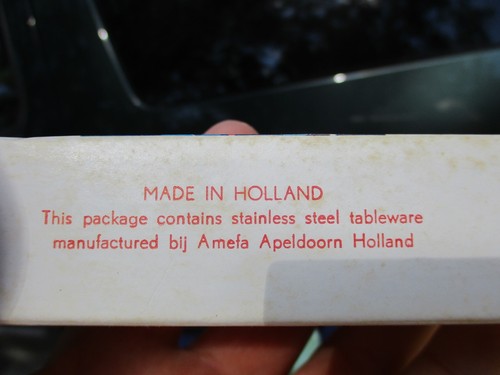 MADE IN HOLLAND
This package contains stainless steel tableware
manufactured bij Amefa Apeldoorn Holland